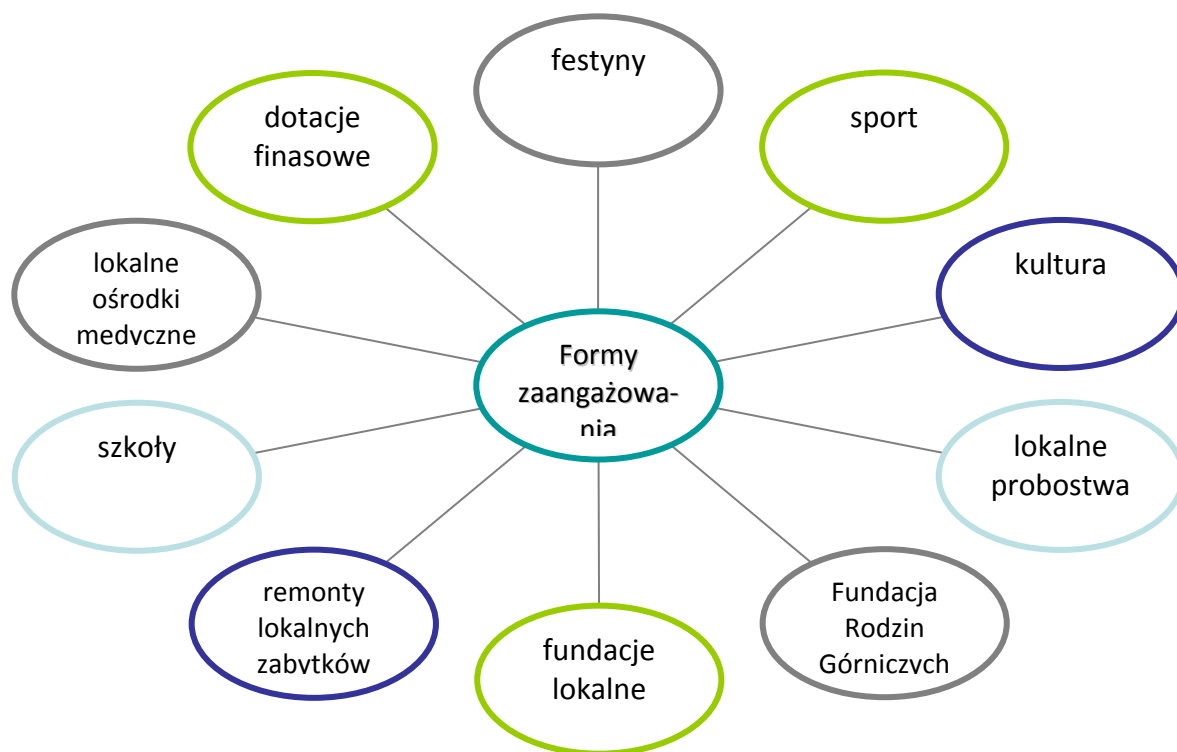 festyny
dotacje
finasowe
sport
lokalne
ośrodki
medyczne
kultura
Formy
zaangażowa-
nia
szkoły
lokalne
probostwa
remonty
lokalnych
zabytków
fundacje
lokalne
Fundacja
Rodzin
Górniczych